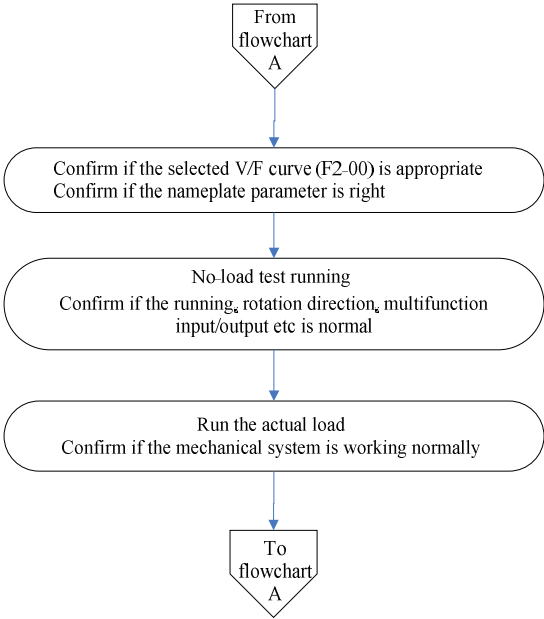 From
flowchart
A
Confirm if the selected V/F curve (F2-00) is appropriate
Confirm if the nameplate parameter is right
No-load test running
Confirm if the running, rotation direction, multifunction
input/output etc is normal
Run the actual load
Confirm if the mechanical system is working normally
To
flowchart
A